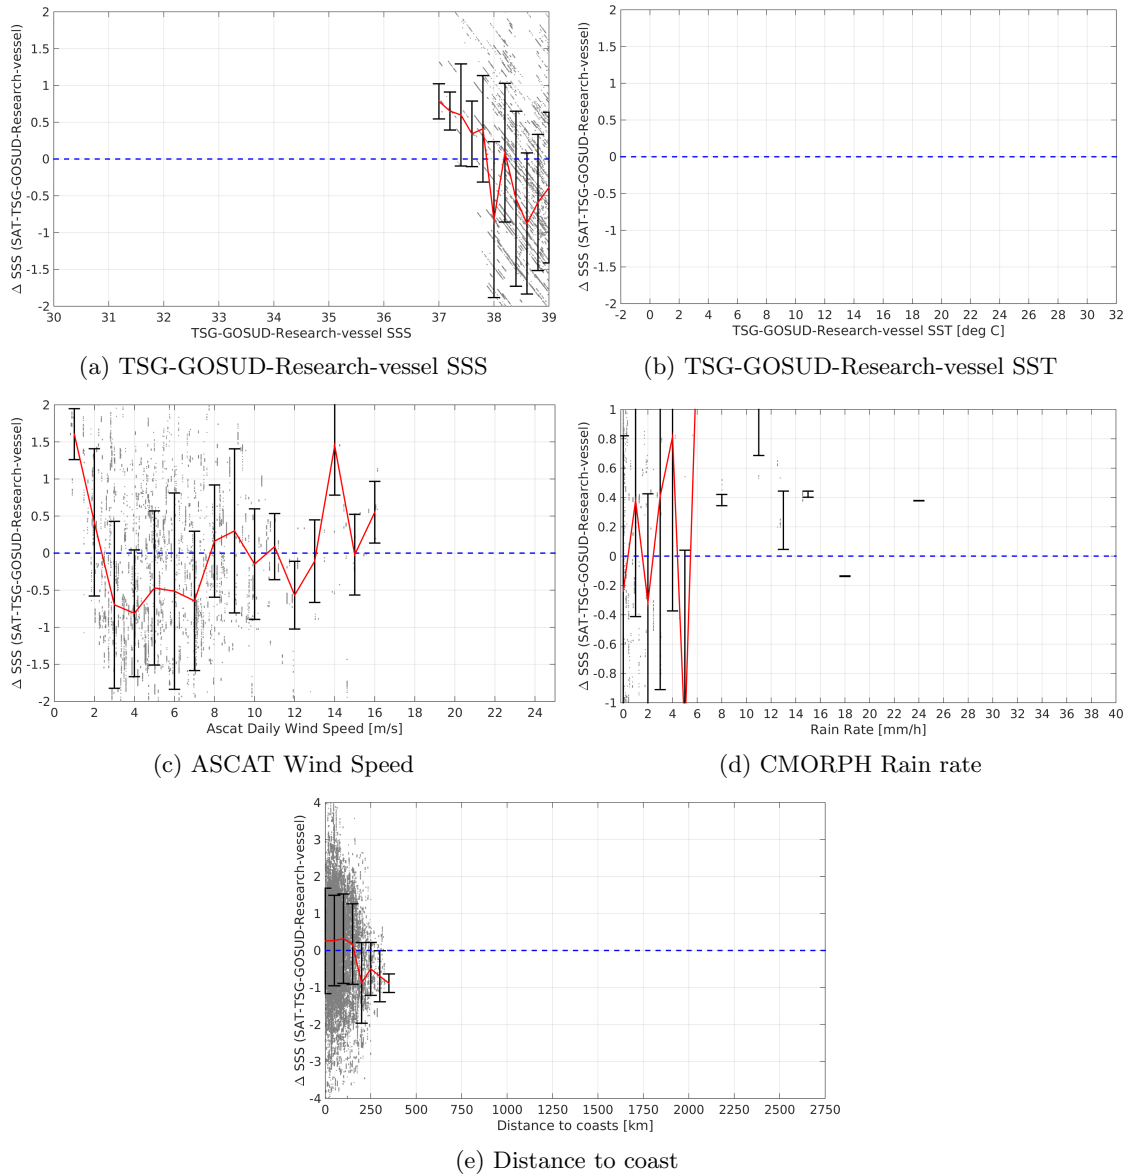 2
1.5
1
0.5
0
-0.5
-1
-1.5
-2
Δ SSS (SAT-TSG-GOSUD-Research-vessel)
30 31 32 33 34 35 36 37 38 39
TSG-GOSUD-Research-vessel SSS
(a) TSG-GOSUD-Research-vessel SSS
2
1.5
1
0.5
0
-0.5
-1
-1.5
-2
Δ SSS (SAT-TSG-GOSUD-Research-vessel)
-2 0 2 4 6 8 10 12 14 16 18 20 22 24 26 28 30 32
TSG-GOSUD-Research-vessel SST [deg C]
(b) TSG-GOSUD-Research-vessel SST
2
1.5
1
0.5
0
-0.5
-1
-1.5
-2
Δ SSS (SAT-TSG-GOSUD-Research-vessel)
0 2 4 6 8 10 12 14 16 18 20 22 24
Ascat Daily Wind Speed [m/s]
(c) ASCAT Wind Speed
1
0.8
0.6
0.4
0.2
0
-0.2
-0.4
-0.6
-0.8
-1
Δ SSS (SAT-TSG-GOSUD-Research-vessel)
0 2 4 6 8 10 12 14 16 18 20 22 24 26 28 30 32 34 36 38 40
Rain Rate [mm/h]
(d) CMORPH Rain rate
4
3
2
1
0
-1
-2
-3
-4
Δ SSS (SAT-TSG-GOSUD-Research-vessel)
0 250 500 750 1000 1250 1500 1750 2000 2250 2500 2750
Distance to coasts [km]
(e) Distance to coast